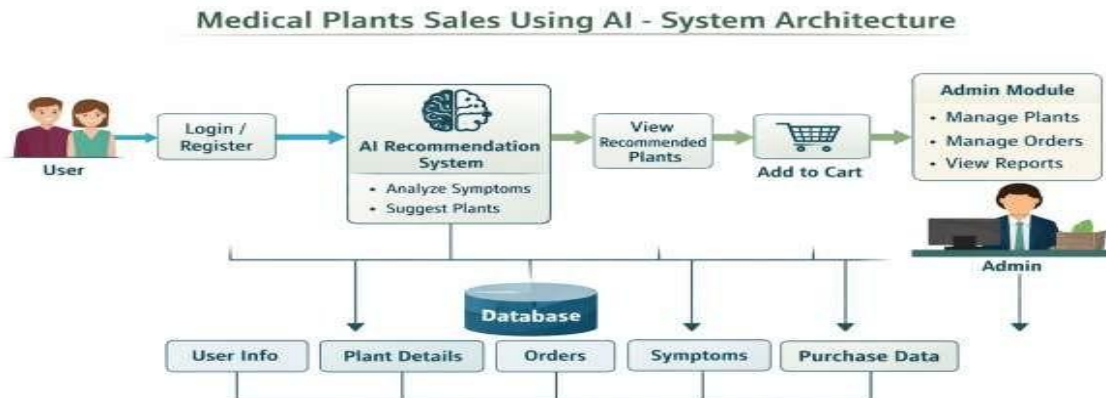 Medical Plants Sales Using AI - System Architecture
User
Login /
Register
AI Recommendation
System
• Analyze Symptoms
• Suggest Plants
View
Recommended
Plants
Add to Cart
Admin Module
• Manage Plants
• Manage Orders
• View Reports
Admin
Database
User Info
Plant Details
Orders
Symptoms
Purchase Data